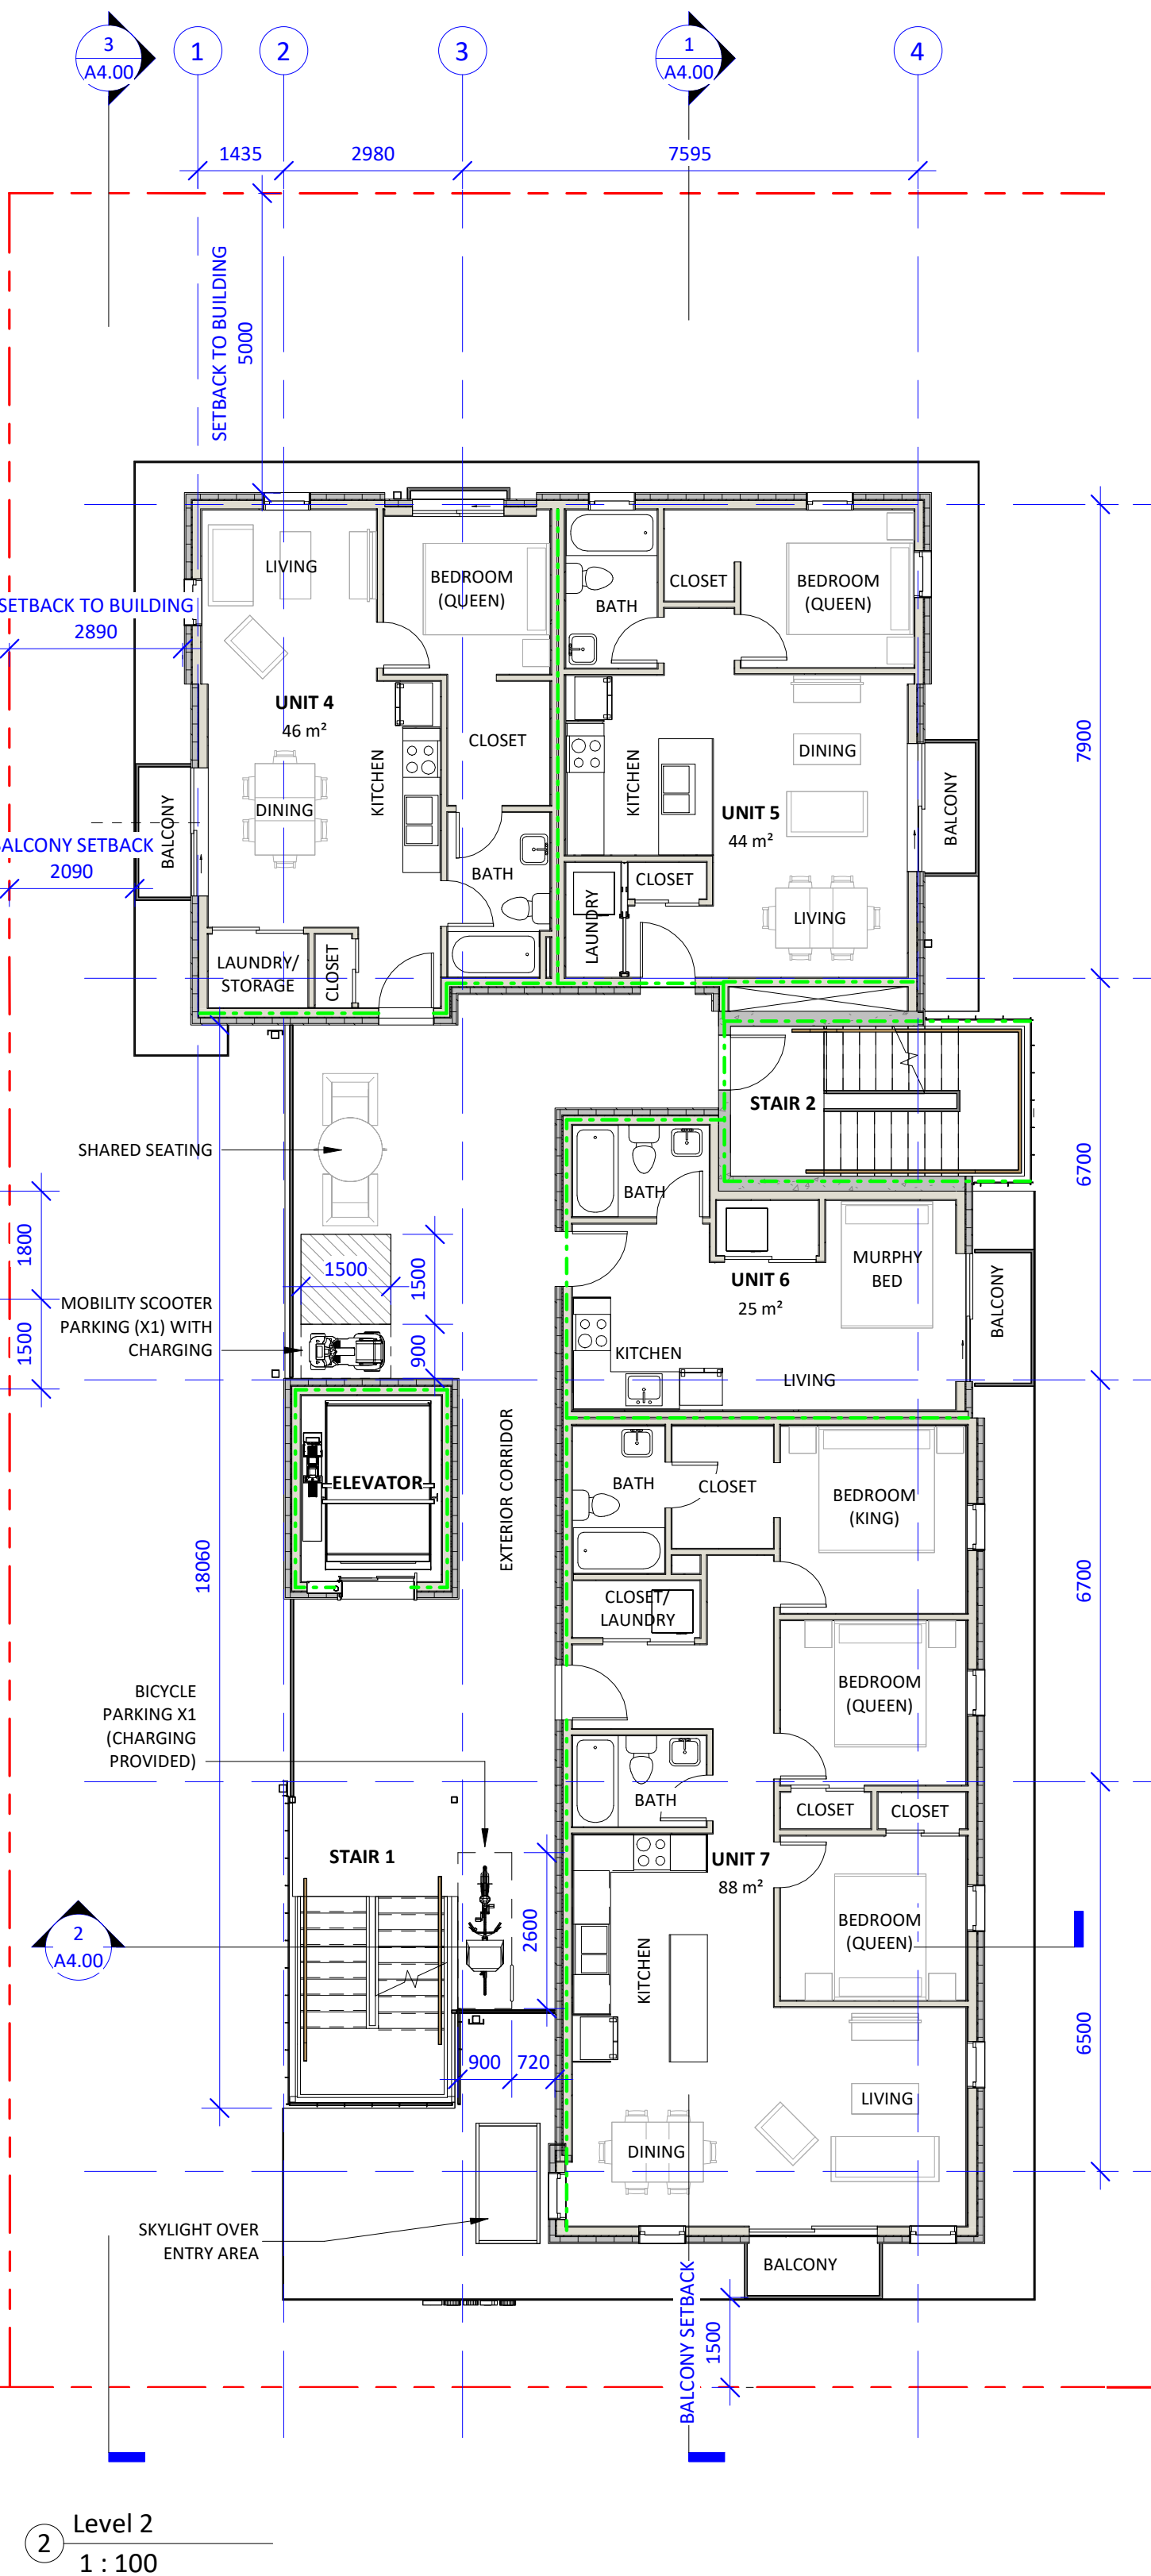 3
A4.00
1
2
3
1
A4.00
4
1435
2980
7595
SETBACK TO BUILDING
5000
LIVING
BEDROOM
(QUEEN)
CLOSET
BEDROOM
(QUEEN)
BATH
SETBACK TO BUILDING
2890
UNIT 4
46 m²
CLOSET
KITCHEN
KITCHEN
DINING
7900
DINING
UNIT 5
44 m²
BALCONY
BALCONY
BALCONY SETBACK
2090
BATH
CLOSET
LIVING
LAUNDRY
LAUNDRY/
STORAGE
CLOSET
STAIR 2
SHARED SEATING
6700
BATH
1800
1500
1500
MURPHY
BED
UNIT 6
25 m²
BALCONY
MOBILITY SCOOTER
PARKING (X1) WITH
CHARGING
1500
900
KITCHEN
LIVING
ELEVATOR
EXTERIOR CORRIDOR
BATH
CLOSET
BEDROOM
(KING)
18060
6700
CLOSET/
LAUNDRY
BEDROOM
(QUEEN)
BICYCLE
PARKING X1
(CHARGING
PROVIDED)
BATH
CLOSET
CLOSET
STAIR 1
UNIT 7
88 m²
BEDROOM
(QUEEN)
2
A4.00
2600
KITCHEN
6500
900
720
LIVING
DINING
SKYLIGHT OVER
ENTRY AREA
BALCONY
BALCONY SETBACK
1500
2
Level 2
1 : 100